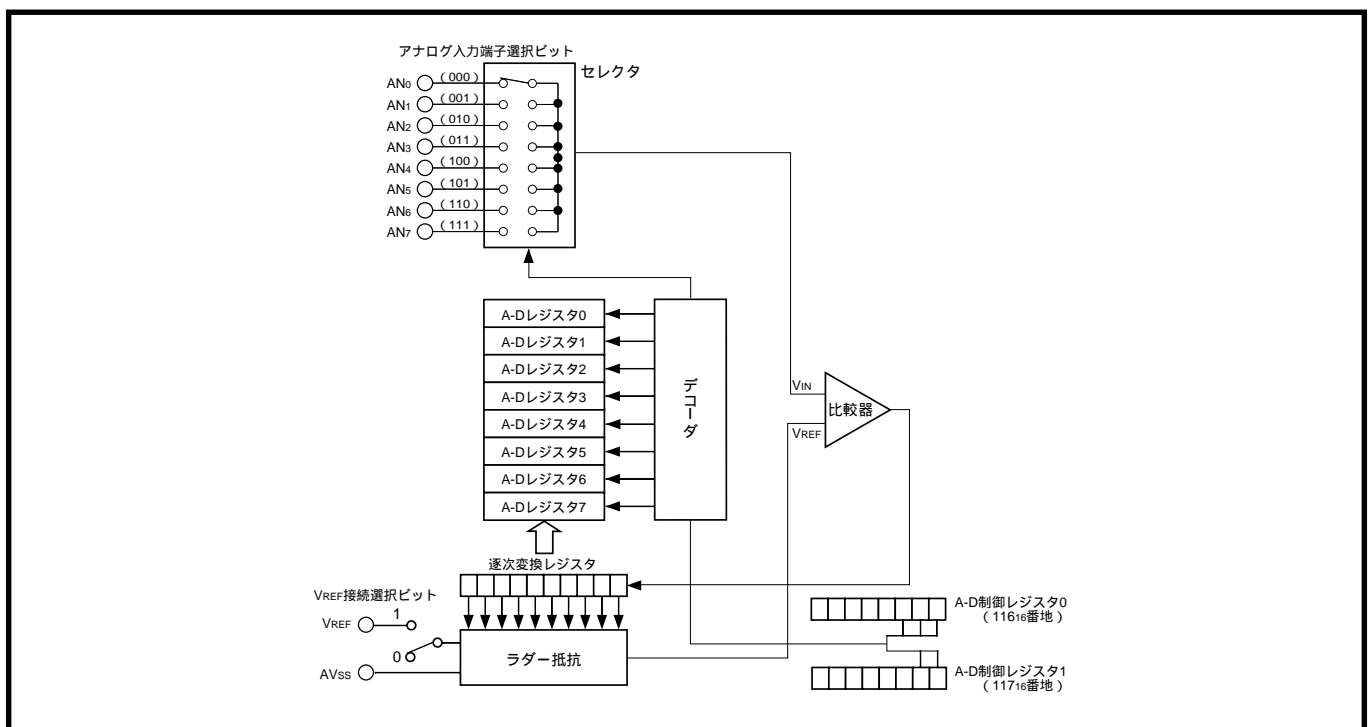 アナログ入力端子選択ビット
セレクタ
AN0 (000)
AN1 (001)
AN2 (010)
AN3 (011)
AN4 (100)
AN5 (101)
AN6 (110)
AN7 (111)
A-Dレジスタ0
A-Dレジスタ1
A-Dレジスタ2
A-Dレジスタ3
A-Dレジスタ4
A-Dレジスタ5
A-Dレジスタ6
A-Dレジスタ7
デコーダ
VIN
VREF
比較器
逐次変換レジスタ
VREF接続選択ビット
VREF
1
0
AVSS
ラダー抵抗
A-D制御レジスタ0
(11616番地)
A-D制御レジスタ1
(11716番地)